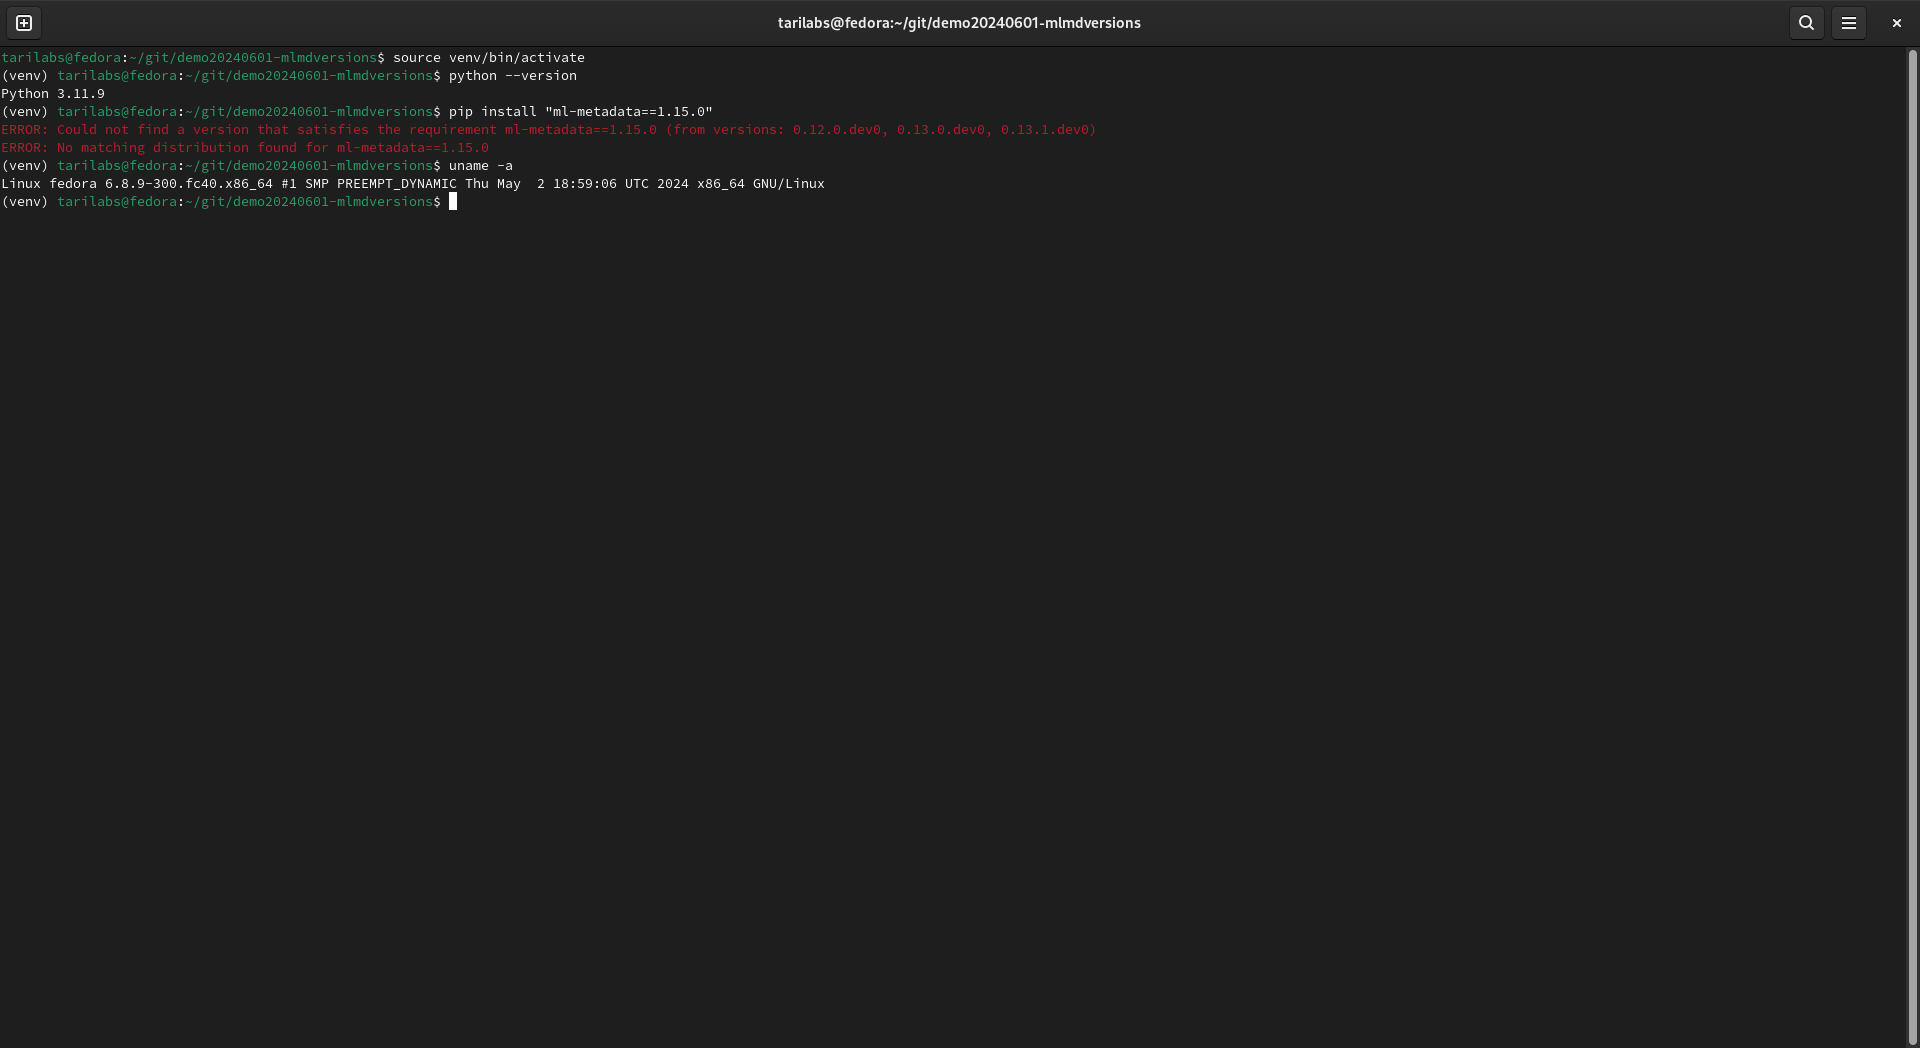 tarilabs@fedora:~/git/demo20240601-mlmdversions
tarilabs@fedora:~/git/demo20240601-mlmdversions$ source venv/bin/activate
(venv) tarilabs@fedora:~/git/demo20240601-mlmdversions$ python --version
Python 3.11.9
(venv) tarilabs@fedora:~/git/demo20240601-mlmdversions$ pip install "ml-metadata==1.15.0"
ERROR: Could not find a version that satisfies the requirement ml-metadata==1.15.0 (from versions: 0.12.0.dev0, 0.13.0.dev0, 0.13.1.dev0)
ERROR: No matching distribution found for ml-metadata==1.15.0
(venv) tarilabs@fedora:~/git/demo20240601-mlmdversions$ uname -a
Linux fedora 6.8.9-300.fc40.x86_64 #1 SMP PREEMPT_DYNAMIC Thu May  2 18:59:06 UTC 2024 x86_64 GNU/Linux
(venv) tarilabs@fedora:~/git/demo20240601-mlmdversions$